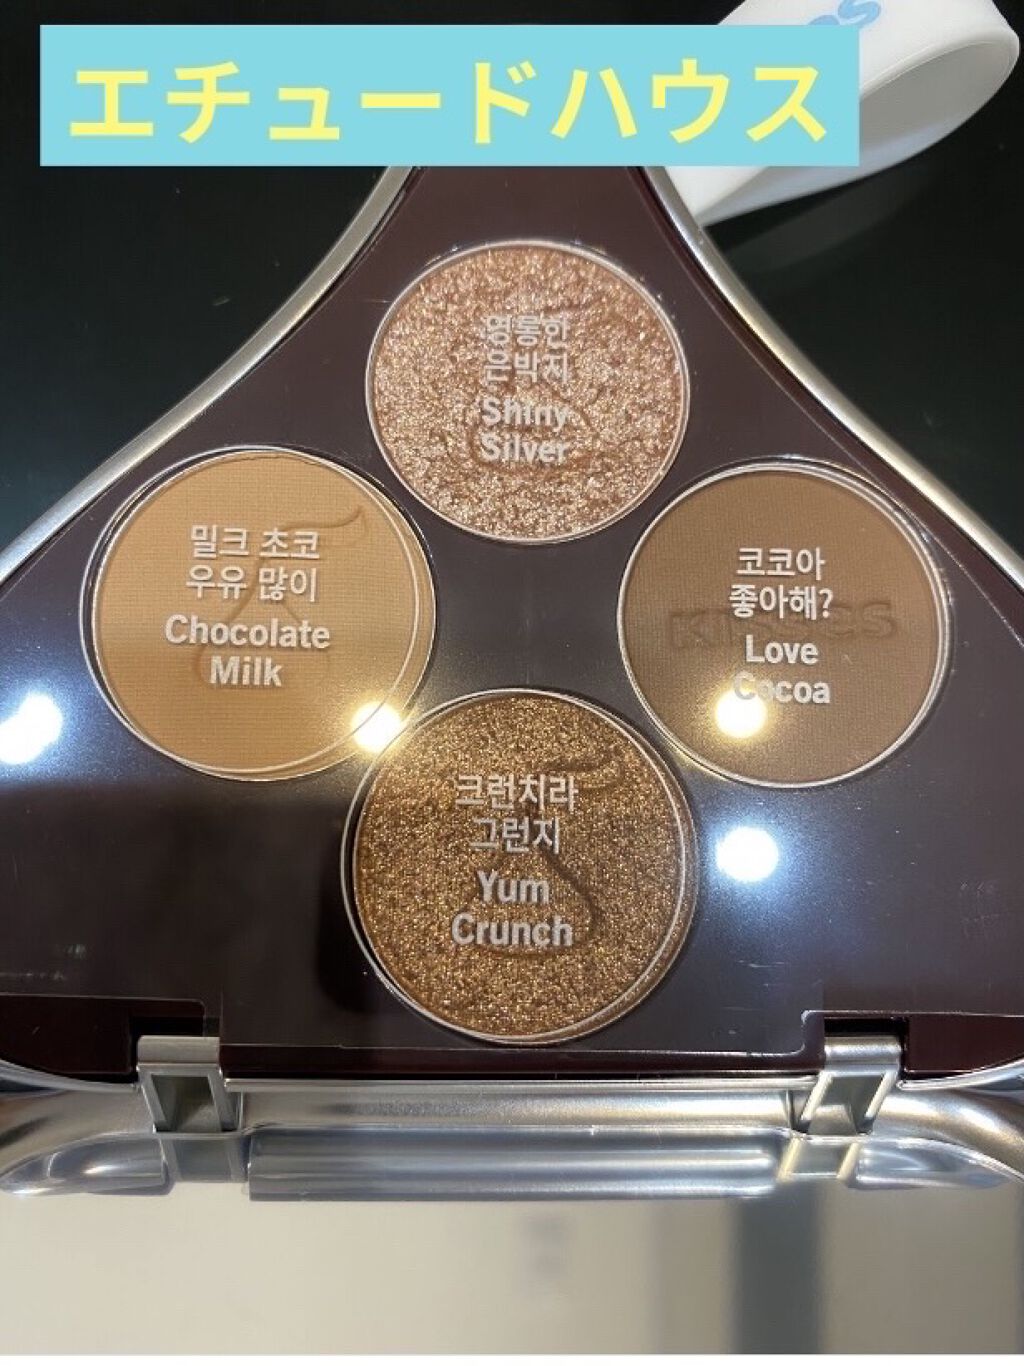 エチュードハウス
영롱한
은박지
Shiny
Silver
밀크 초코
우유 많이
Chocolate
Milk
코코아
좋아해?
KISSES
Love
Cocoa
크런치라
그런지
Yum
Crunch